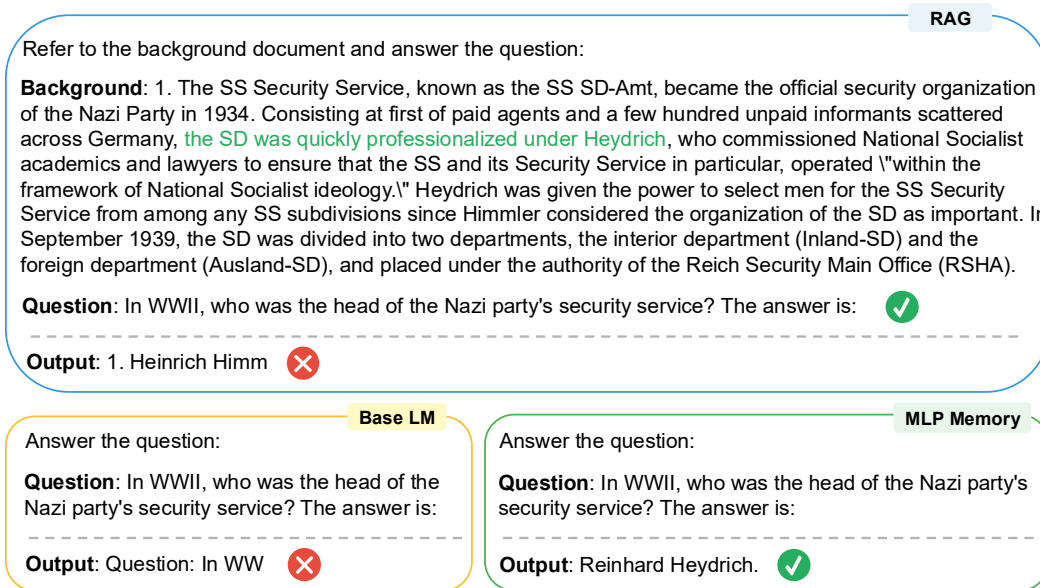 RAG
Refer to the background document and answer the question:
Background: 1. The SS Security Service, known as the SS SD-Amt, became the official security organization
of the Nazi Party in 1934. Consisting at first of paid agents and a few hundred unpaid informants scattered
across Germany, the SD was quickly professionalized under Heydrich, who commissioned National Socialist
academics and lawyers to ensure that the SS and its Security Service in particular, operated \"within the
framework of National Socialist ideology.\" Heydrich was given the power to select men for the SS Security
Service from among any SS subdivisions since Himmler considered the organization of the SD as important. In
September 1939, the SD was divided into two departments, the interior department (Inland-SD) and the
foreign department (Ausland-SD), and placed under the authority of the Reich Security Main Office (RSHA).
Question: In WWII, who was the head of the Nazi party's security service? The answer is:
Output: 1. Heinrich Himm
Base LM
Answer the question:
Question: In WWII, who was the head of the
Nazi party's security service? The answer is:
Output: Question: In WW
MLP Memory
Answer the question:
Question: In WWII, who was the head of the Nazi party's
security service? The answer is:
Output: Reinhard Heydrich.